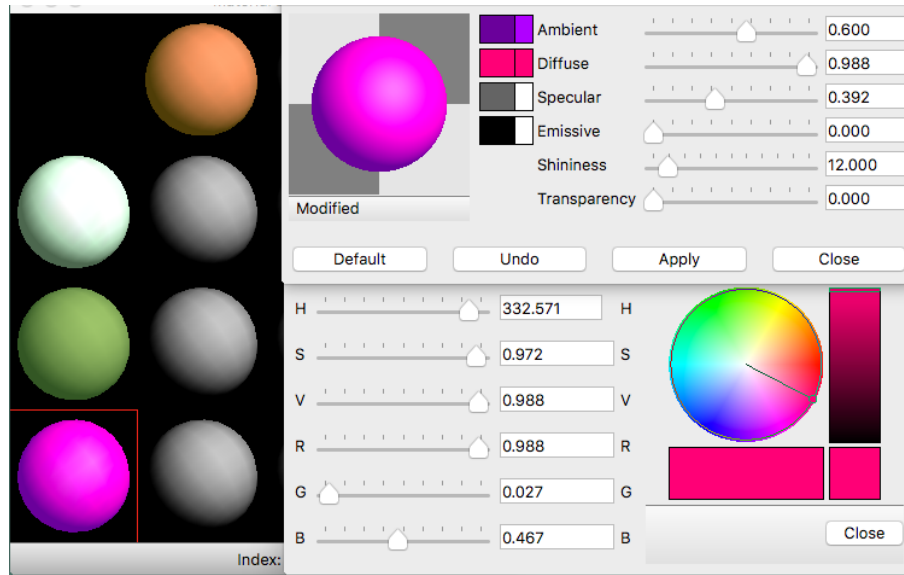 Ambient 0.600
Diffuse 0.988
Specular 0.392
Emissive 0.000
Shininess 12.000
Transparency 0.000
Modified
Default Undo Apply Close
H 332.571 H
S 0.972 S
V 0.988 V
R 0.988 R
G 0.027 G
B 0.467 B
Close
Index: